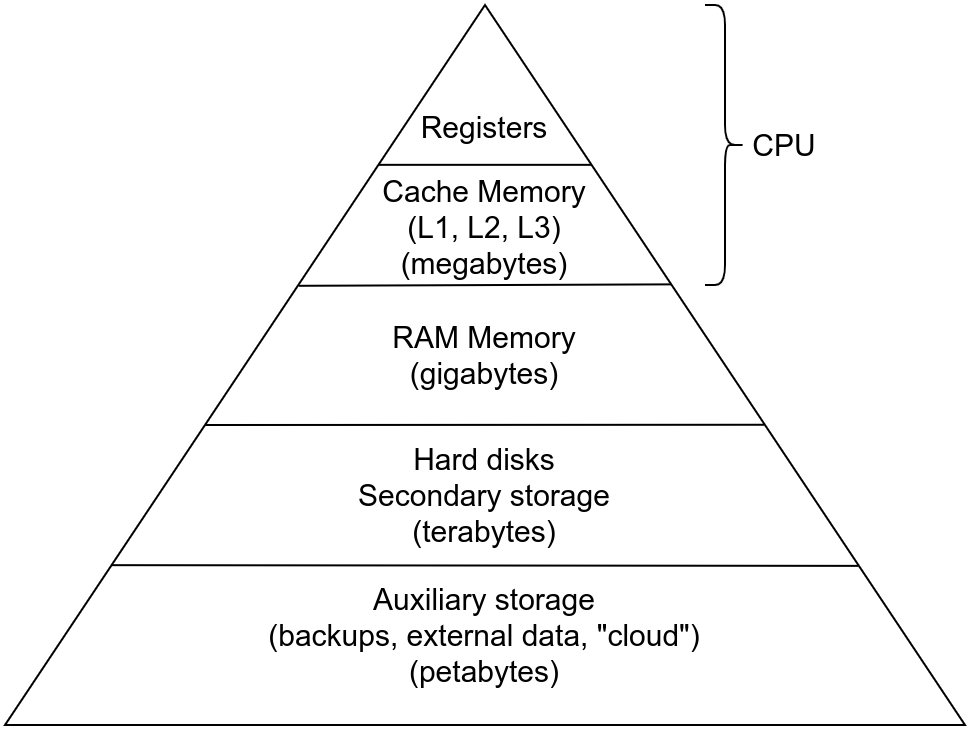 Registers
CPU
Cache Memory
(L1, L2, L3)
(megabytes)
RAM Memory
(gigabytes)
Hard disks
Secondary storage
(terabytes)
Auxiliary storage
(backups, external data, "cloud")
(petabytes)